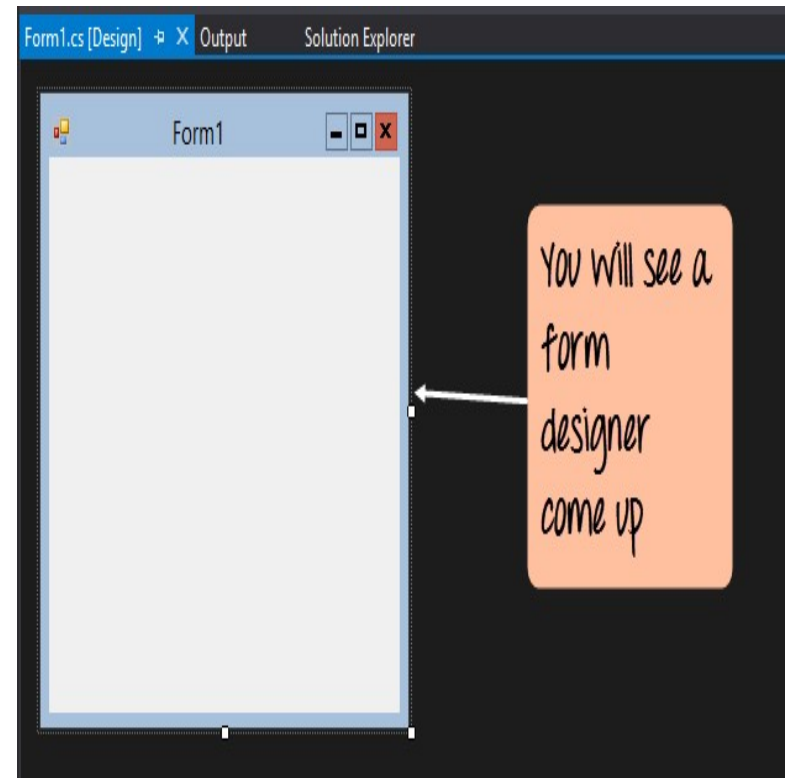 Form1.cs [Design] Output Solution Explorer
Form1
You will see a
form
designer
come up